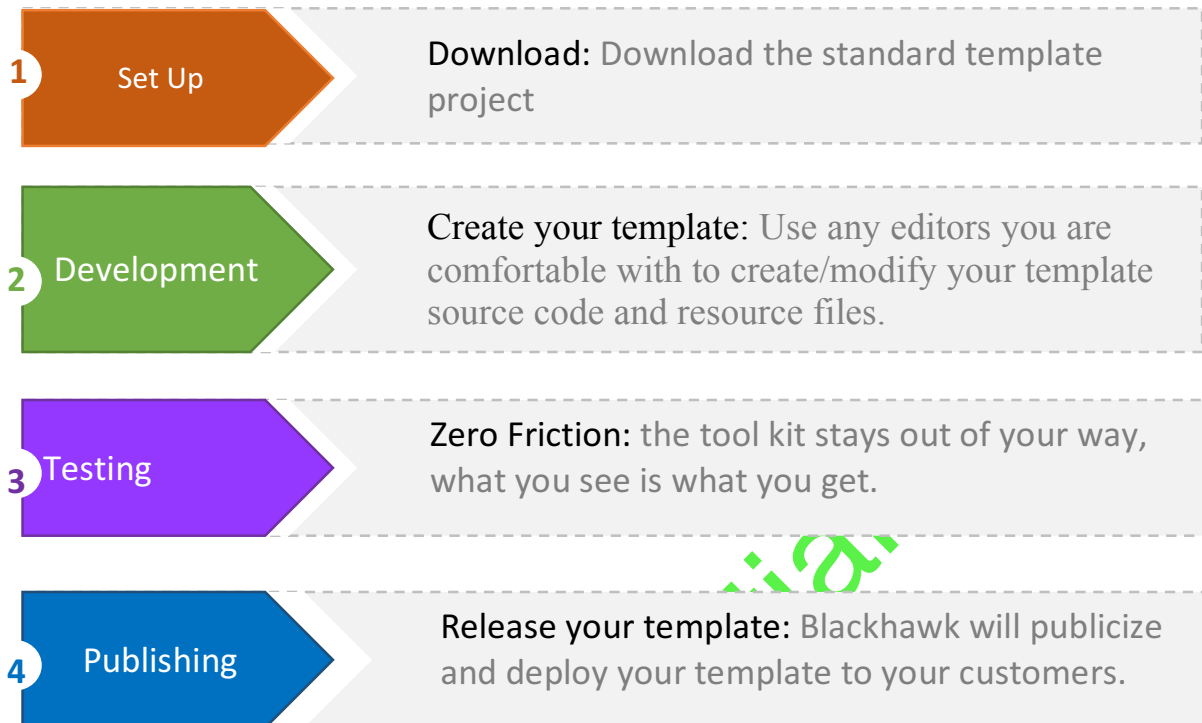 1
Set Up
Download: Download the standard template
project
2
Development
Create your template: Use any editors you are
comfortable with to create/modify your template
source code and resource files.
3
Testing
Zero Friction: the tool kit stays out of your way,
what you see is what you get.
4
Publishing
Release your template: Blackhawk will publicize
and deploy your template to your customers.